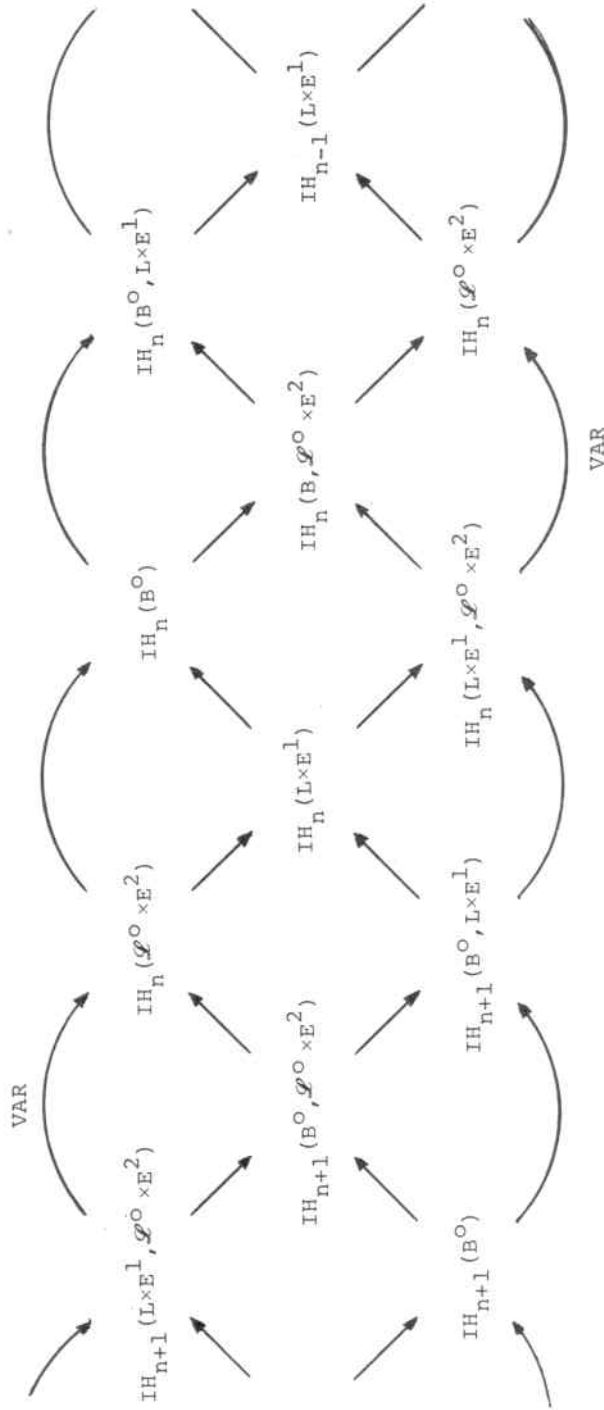 VAR
IH_{n+1}(L×E^1, ℒ^O×E^2) IH_n(ℒ^O×E^2) IH_n(B^O) IH_n(B^O, L×E^1)
IH_{n+1}(B^O, ℒ^O×E^2) IH_n(L×E^1) IH_n(B, ℒ^O×E^2) IH_{n-1}(L×E^1)
IH_{n+1}(B^O) IH_{n+1}(B^O, L×E^1) IH_n(L×E^1, ℒ^O×E^2) IH_n(ℒ^O×E^2)
VAR